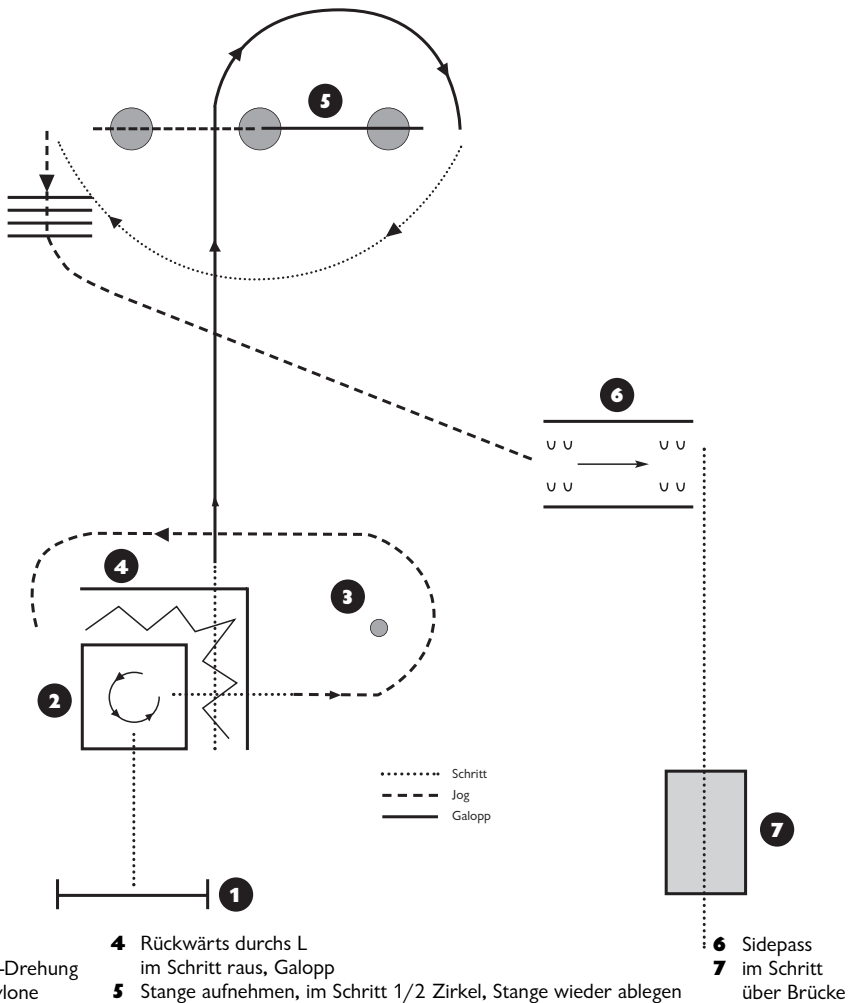 5
6
4
3
2
Schritt
Jog
Galopp
7
1
-Drehung
ylone
4 Rückwärts durchs L
im Schritt raus, Galopp
5 Stange aufnehmen, im Schritt 1/2 Zirkel, Stange wieder ablegen
6 Sidepass
7 im Schritt
über Brücke